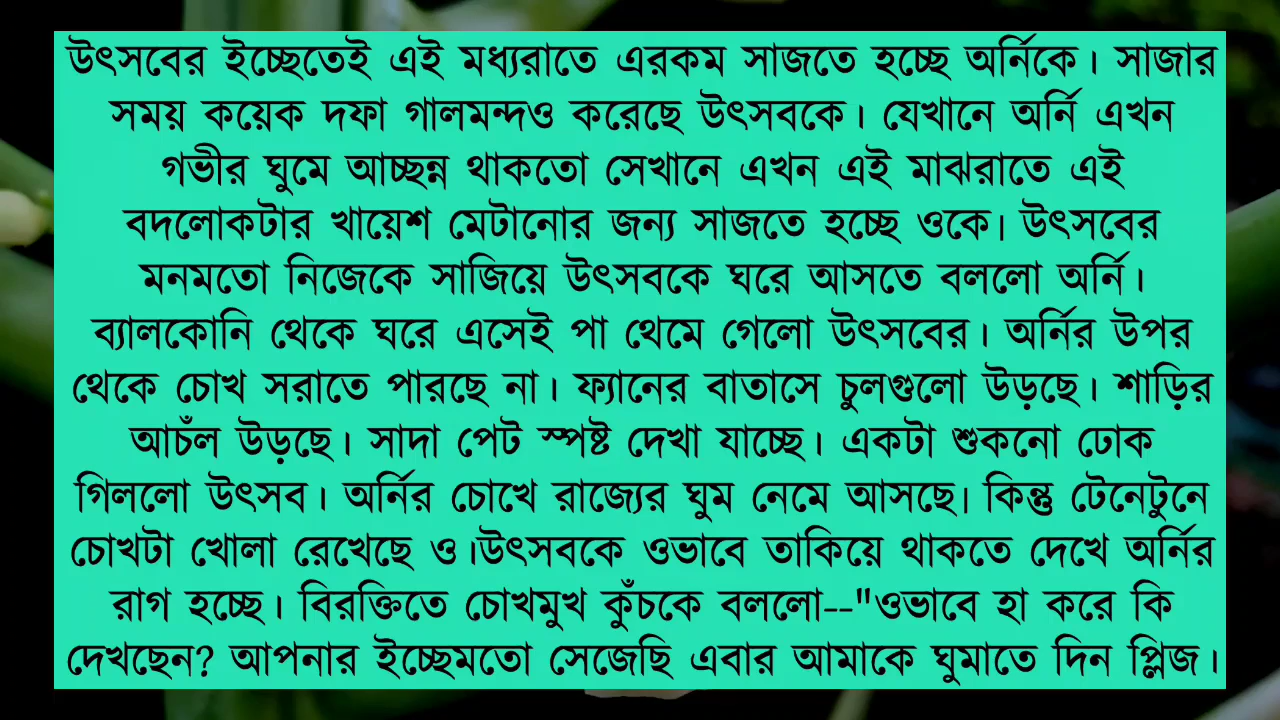 উৎসবের ইচ্ছেতেই এই মধ্যরাতে এরকম সাজতে হচ্ছে অর্নিকে। সাজার
সময় কয়েক দফা গালমন্দও করেছে উৎসবকে। যেখানে অর্নি এখন
গভীর ঘুমে আচ্ছন্ন থাকতো সেখানে এখন এই মাঝরাতে এই
বদলোকটার খায়েশ মেটানোর জন্য সাজতে হচ্ছে ওকে। উৎসবের
মনমতো নিজেকে সাজিয়ে উৎসবকে ঘরে আসতে বললো অর্নি।
ব্যালকোনি থেকে ঘরে এসেই পা থেমে গেলো উৎসবের। অর্নির উপর
থেকে চোখ সরাতে পারছে না। ফ্যানের বাতাসে চুলগুলো উড়ছে। শাড়ির
আচঁল উড়ছে। সাদা পেট স্পষ্ট দেখা যাচ্ছে। একটা শুকনো ঢোক
গিললো উৎসব। অর্নির চোখে রাজ্যের ঘুম নেমে আসছে। কিন্তু টেনেটুনে
চোখটা খোলা রেখেছে ও।উৎসবকে ওভাবে তাকিয়ে থাকতে দেখে অর্নির
রাগ হচ্ছে। বিরক্তিতে চোখমুখ কুঁচকে বললো--"ওভাবে হা করে কি
দেখছেন? আপনার ইচ্ছেমতো সেজেছি এবার আমাকে ঘুমাতে দিন প্লিজ।